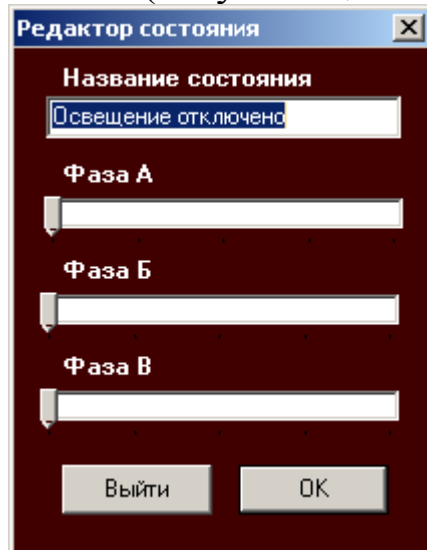 Редактор состояния
Название состояния
Освещение отключено
Фаза А
Фаза Б
Фаза В
Выйти OK